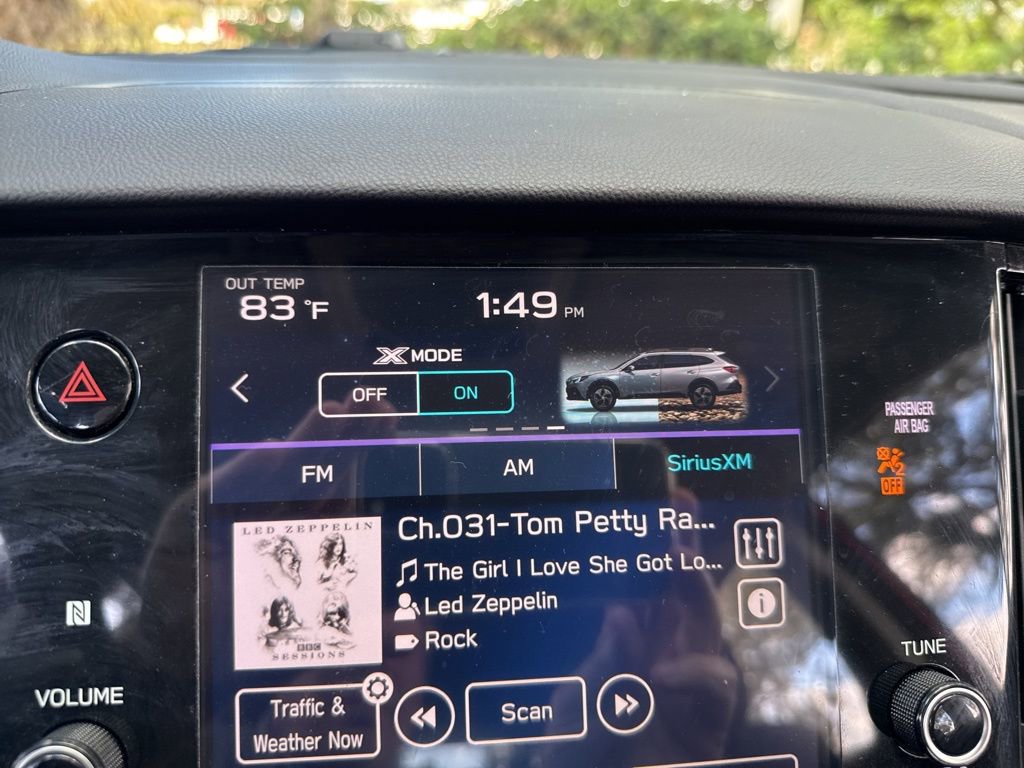 OUT TEMP
83 °F
1:49 PM
X MODE
OFF
ON
PASSENGER
AIR BAG
2
OFF
FM
AM
SiriusXM
LED ZEPPELIN
BBC
SESSIONS
Ch.031-Tom Petty Ra...
The Girl I Love She Got Lo...
Led Zeppelin
Rock
i
N
VOLUME
TUNE
Traffic &
Weather Now
Scan